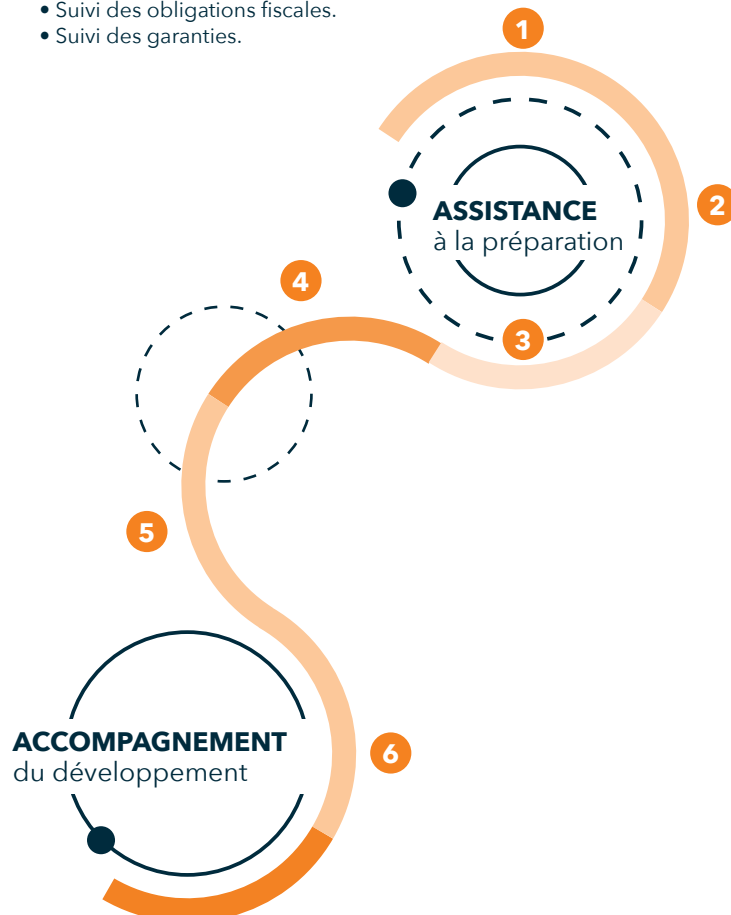 • Suivi des obligations fiscales.
• Suivi des garanties.
1
2
ASSISTANCE
à la préparation
4
3
5
ACCOMPAGNEMENT
du développement
6